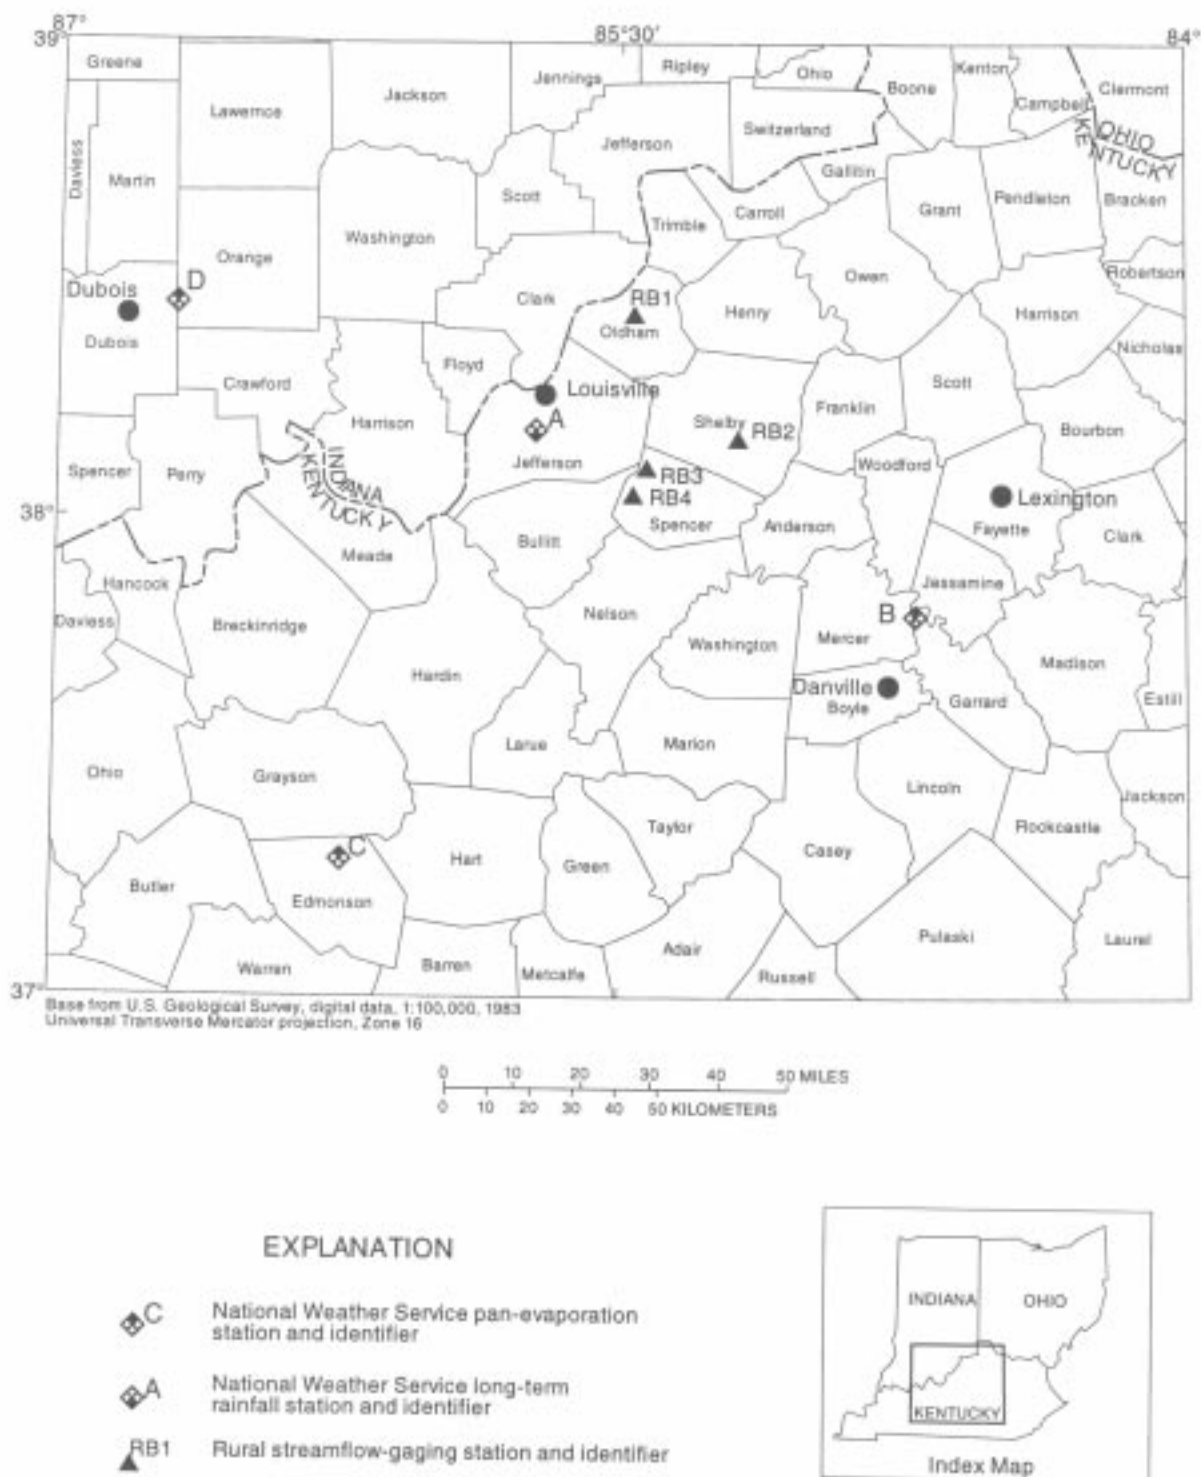 87°
39°
85°30'
84°
Greene
Jennings
Ripley
Ohio
Kenton
Boone
Clermont
Lawernce
Jackson
Campbell
Switzerland
OHIO
KENTUCKY
Daviess
Martin
Jefferson
Gallitin
Scott
Pendleton
Bracken
Grant
Carroll
Trimble
Washington
Orange
Owen
Robertson
D
Dubois
Clark
RB1
Henry
Harrison
Oldham
Dubois
Nicholas
Floyd
Scott
Crawford
Louisville
Harrison
A
Shelby
RB2
Franklin
Bourbon
Jefferson
Woodford
Spencer
Perry
INDIANA
KENTUCKY
RB3
RB4
Lexington
38°
Spencer
Anderson
Fayette
Clark
Bullitt
Meade
Hancock
Jessamine
Daviess
Breckinridge
Nelson
B
Mercer
Washington
Madison
Hardin
Danville
Boyle
Garrard
Estill
Larue
Marion
Ohio
Grayson
Lincoln
Jackson
Taylor
Rookcastle
C
Hart
Green
Casey
Butler
Edmonson
Pulaski
Laurel
Adair
Warren
Barren
Metcalfe
Russell
37°
Base from U.S. Geological Survey, digital data, 1:100,000, 1983
Universal Transverse Mercator projection, Zone 16
0 10 20 30 40 50 MILES
0 10 20 30 40 50 KILOMETERS
EXPLANATION
C National Weather Service pan-evaporation
station and identifier
A National Weather Service long-term
rainfall station and identifier
RB1 Rural streamflow-gaging station and identifier
INDIANA
OHIO
KENTUCKY
Index Map